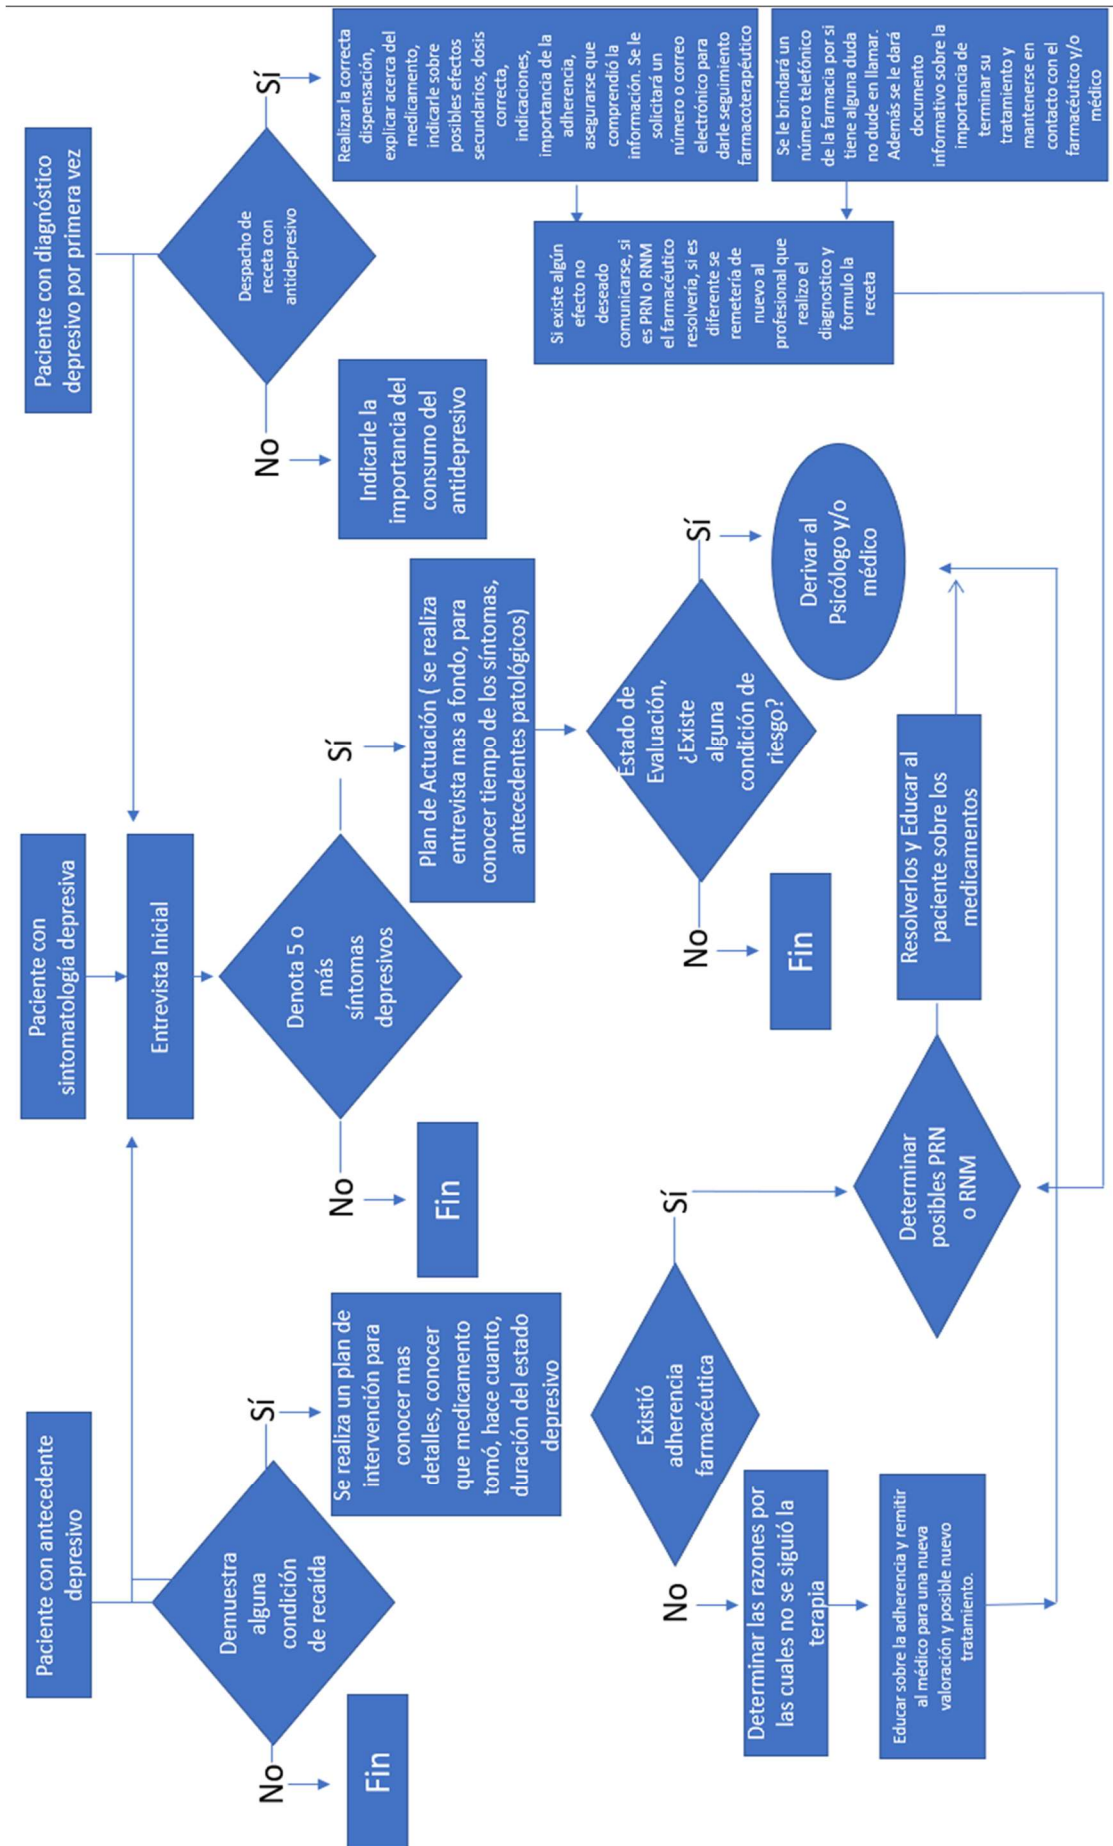 Paciente con antecedente
depresivo
Demuestra
alguna
condición
de recaída
No
Fin
Sí
Se realiza un plan de
intervención para
conocer mas
detalles, conocer
que medicamento
tomó, hace cuanto,
duración del estado
depresivo
Existió
adherencia
farmacéutica
No
Determinar las razones por
las cuales no se siguió la
terapia
Educar sobre la adherencia y remitir
al médico para una nueva
valoración y posible nuevo
tratamiento.
Sí
Determinar
posibles PRN
o RNM
Resolverlos y Educar al
paciente sobre los
medicamentos
Paciente con
sintomatología depresiva
Entrevista Inicial
Denota 5 o
más
síntomas
depresivos
No
Fin
Sí
Plan de Actuación ( se realiza
entrevista mas a fondo, para
conocer tiempo de los síntomas,
antecedentes patológicos)
Estado de
Evaluación,
¿Existe
alguna
condición de
riesgo?
No
Fin
Sí
Derivar al
Psicólogo y/o
médico
Paciente con diagnóstico
depresivo por primera vez
Despacho de
receta con
antidepresivo
No
Indicarle la
importancia del
consumo del
antidepresivo
Sí
Realizar la correcta
dispensación,
explicar acerca del
medicamento,
indicarle sobre
posibles efectos
secundarios, dosis
correcta,
indicaciones,
importancia de la
adherencia,
asegurarse que
comprendió la
información. Se le
solicitará un
número o correo
electrónico para
darle seguimiento
farmacoterapéutico
Si existe algún
efecto no
deseado
comunicarse, si
es PRN o RNM
el farmacéutico
resolvería, si es
diferente se
remetería de
nuevo al
profesional que
realizo el
diagnostico y
formulo la
receta
Se le brindará un
número telefónico
de la farmacia por si
tiene alguna duda
no dude en llamar.
Además se le dará
documento
informativo sobre la
importancia de
terminar su
tratamiento y
mantenerse en
contacto con el
farmacéutico y/o
médico